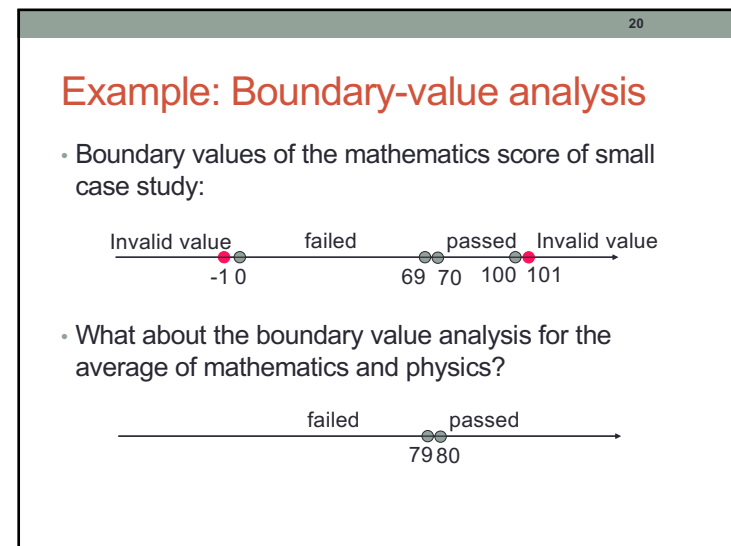 20
Example: Boundary-value analysis
• Boundary values of the mathematics score of small
case study:
Invalid value failed passed Invalid value
-1 0 69 70 100 101
• What about the boundary value analysis for the
average of mathematics and physics?
failed passed
79 80